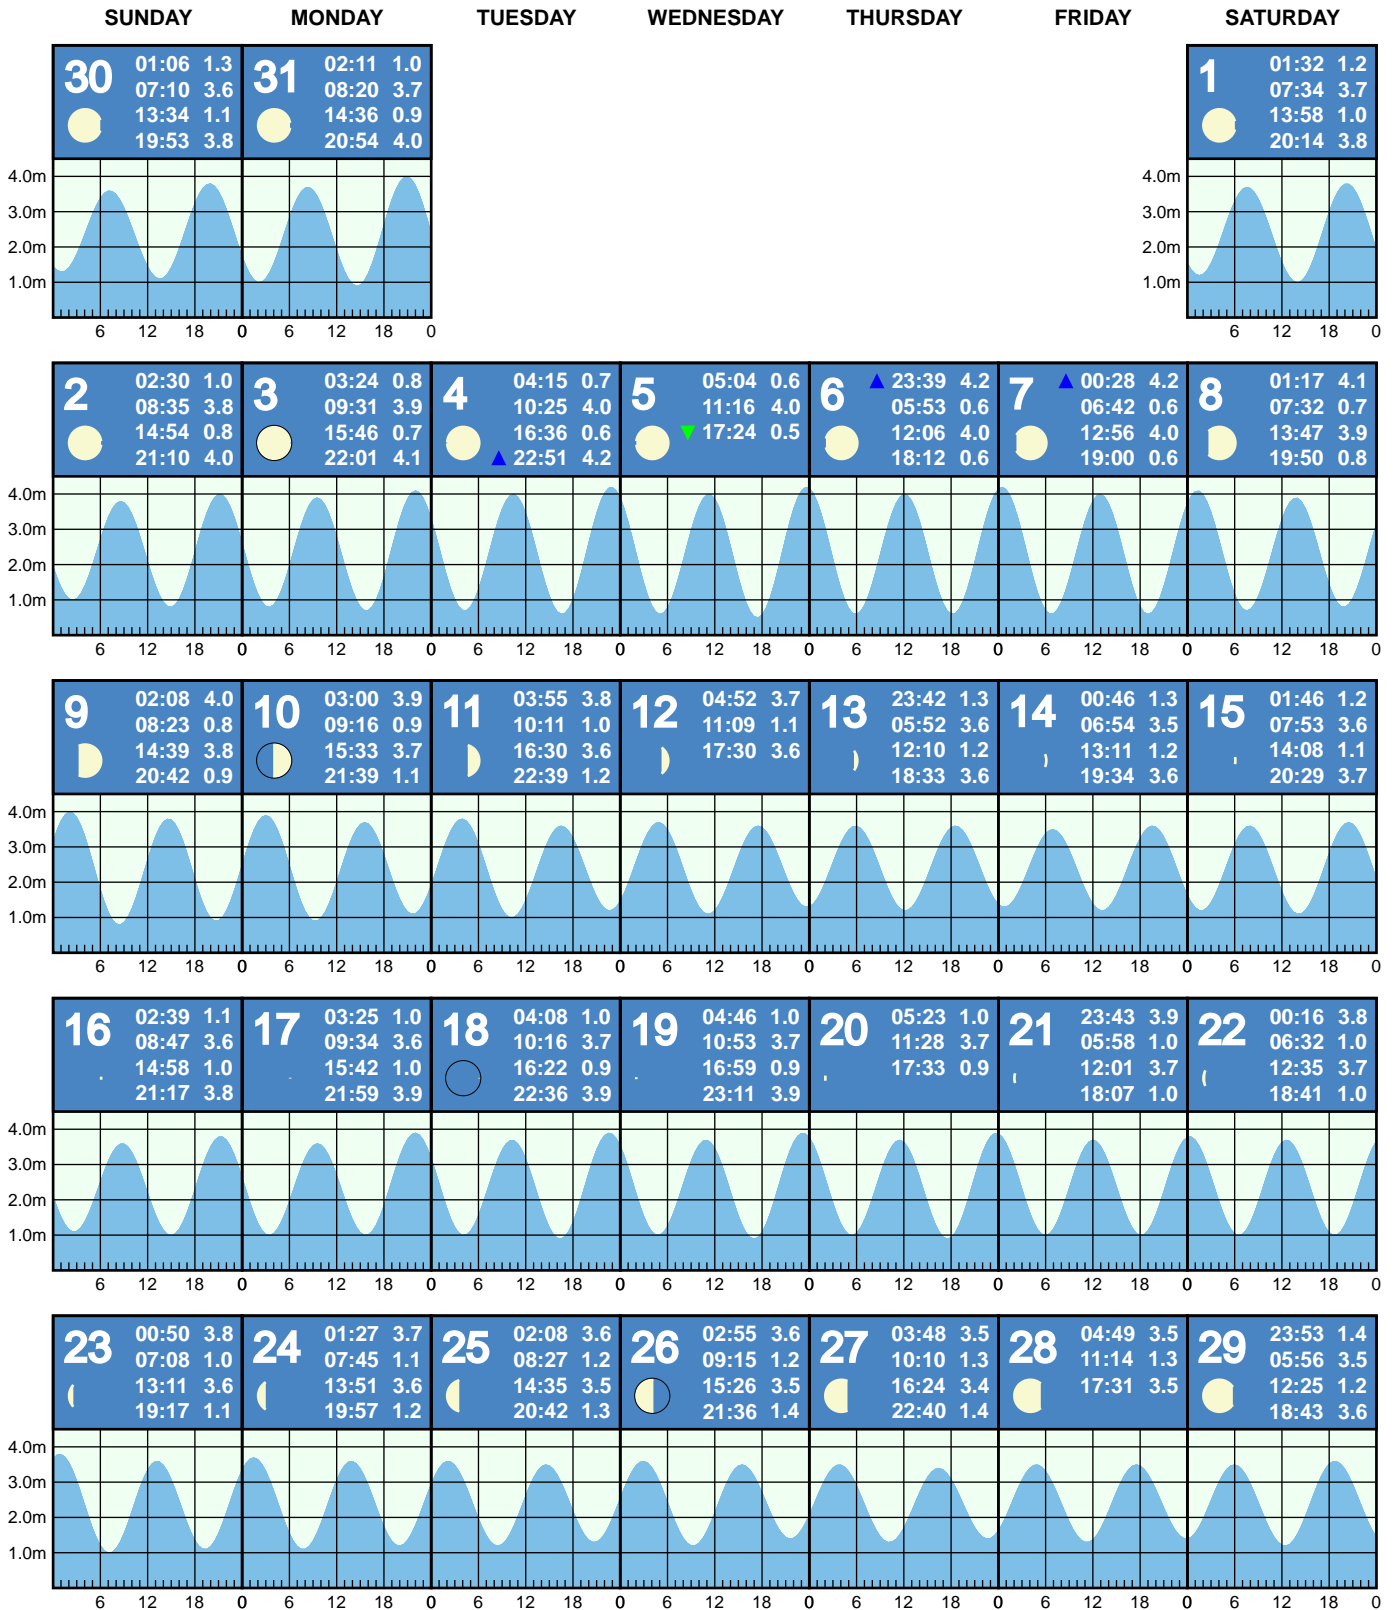 SUNDAY MONDAY TUESDAY WEDNESDAY THURSDAY FRIDAY SATURDAY
30 01:06 1.3
07:10 3.6
13:34 1.1
19:53 3.8
31 02:11 1.0
08:20 3.7
14:36 0.9
20:54 4.0
1 01:32 1.2
07:34 3.7
13:58 1.0
20:14 3.8
4.0m
3.0m
2.0m
1.0m
4.0m
3.0m
2.0m
1.0m
6 12 18 0 6 12 18 0 6 12 18 0
2 02:30 1.0
08:35 3.8
14:54 0.8
21:10 4.0
3 03:24 0.8
09:31 3.9
15:46 0.7
22:01 4.1
4 04:15 0.7
10:25 4.0
16:36 0.6
22:51 4.2
5 05:04 0.6
11:16 4.0
17:24 0.5
6 23:39 4.2
05:53 0.6
12:06 4.0
18:12 0.6
7 00:28 4.2
06:42 0.6
12:56 4.0
19:00 0.6
8 01:17 4.1
07:32 0.7
13:47 3.9
19:50 0.8
4.0m
3.0m
2.0m
1.0m
6 12 18 0 6 12 18 0 6 12 18 0 6 12 18 0 6 12 18 0 6 12 18 0 6 12 18 0
9 02:08 4.0
08:23 0.8
14:39 3.8
20:42 0.9
10 03:00 3.9
09:16 0.9
15:33 3.7
21:39 1.1
11 03:55 3.8
10:11 1.0
16:30 3.6
22:39 1.2
12 04:52 3.7
11:09 1.1
17:30 3.6
13 23:42 1.3
05:52 3.6
12:10 1.2
18:33 3.6
14 00:46 1.3
06:54 3.5
13:11 1.2
19:34 3.6
15 01:46 1.2
07:53 3.6
14:08 1.1
20:29 3.7
4.0m
3.0m
2.0m
1.0m
6 12 18 0 6 12 18 0 6 12 18 0 6 12 18 0 6 12 18 0 6 12 18 0 6 12 18 0
16 02:39 1.1
08:47 3.6
14:58 1.0
21:17 3.8
17 03:25 1.0
09:34 3.6
15:42 1.0
21:59 3.9
18 04:08 1.0
10:16 3.7
16:22 0.9
22:36 3.9
19 04:46 1.0
10:53 3.7
16:59 0.9
23:11 3.9
20 05:23 1.0
11:28 3.7
17:33 0.9
21 23:43 3.9
05:58 1.0
12:01 3.7
18:07 1.0
22 00:16 3.8
06:32 1.0
12:35 3.7
18:41 1.0
4.0m
3.0m
2.0m
1.0m
6 12 18 0 6 12 18 0 6 12 18 0 6 12 18 0 6 12 18 0 6 12 18 0 6 12 18 0
23 00:50 3.8
07:08 1.0
13:11 3.6
19:17 1.1
24 01:27 3.7
07:45 1.1
13:51 3.6
19:57 1.2
25 02:08 3.6
08:27 1.2
14:35 3.5
20:42 1.3
26 02:55 3.6
09:15 1.2
15:26 3.5
21:36 1.4
27 03:48 3.5
10:10 1.3
16:24 3.4
22:40 1.4
28 04:49 3.5
11:14 1.3
17:31 3.5
29 23:53 1.4
05:56 3.5
12:25 1.2
18:43 3.6
4.0m
3.0m
2.0m
1.0m
6 12 18 0 6 12 18 0 6 12 18 0 6 12 18 0 6 12 18 0 6 12 18 0 6 12 18 0